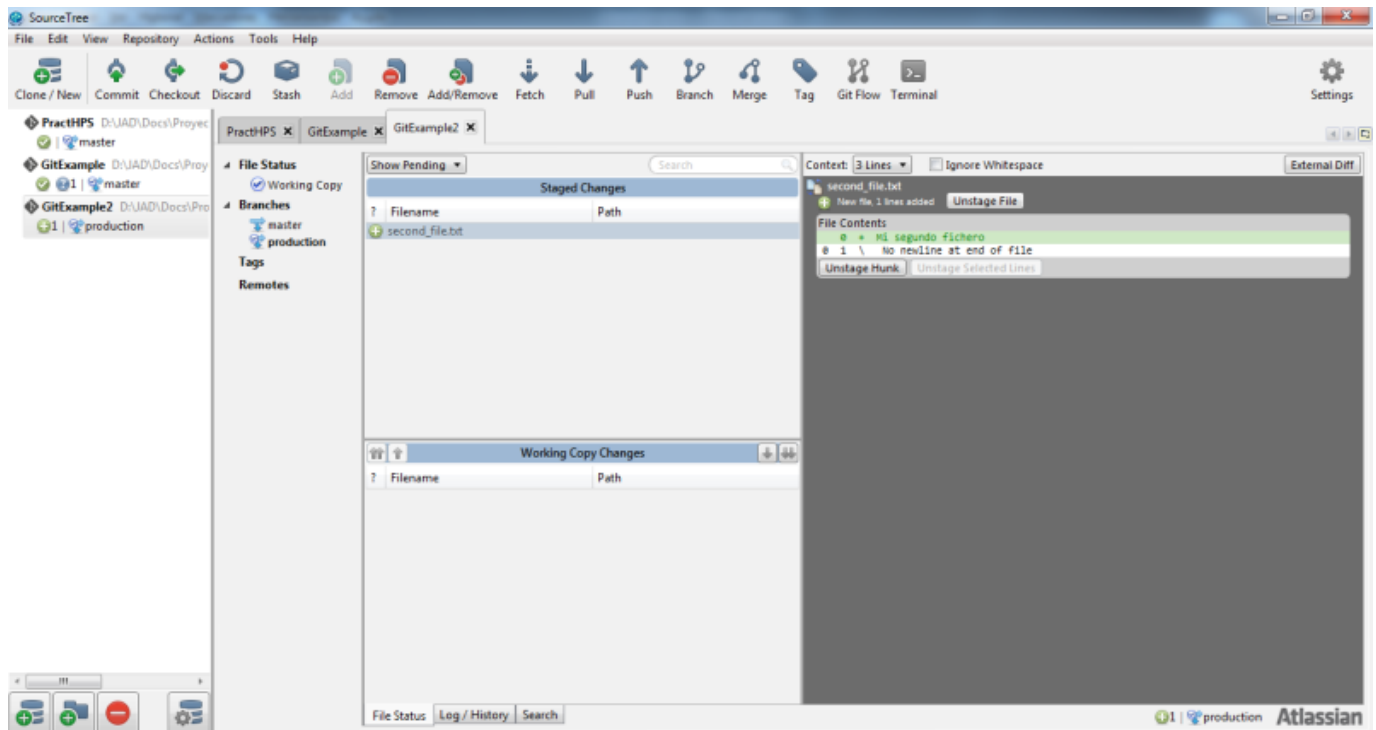 SourceTree
File Edit View Repository Actions Tools Help
Clone / New Commit Checkout Discard Stash Add Remove Add/Remove Fetch Pull Push Branch Merge Tag Git Flow Terminal Settings
PractHPS D:\JAD\Docs\Proyec
master
GitExample D:\JAD\Docs\Proy
1 | master
GitExample2 D:\JAD\Docs\Pro
1 | production
PractHPS GitExample GitExample2
File Status
Working Copy
Branches
master
production
Tags
Remotes
Show Pending Search
Staged Changes
? Filename Path
second_file.txt
Working Copy Changes
? Filename Path
File Status Log / History Search
Context: 3 Lines Ignore Whitespace External Diff
second_file.txt
New file, 1 lines added Unstage File
File Contents
0 + Mi segundo fichero
0 1 \ No newline at end of file
Unstage Hunk Unstage Selected Lines
1 | production Atlassian